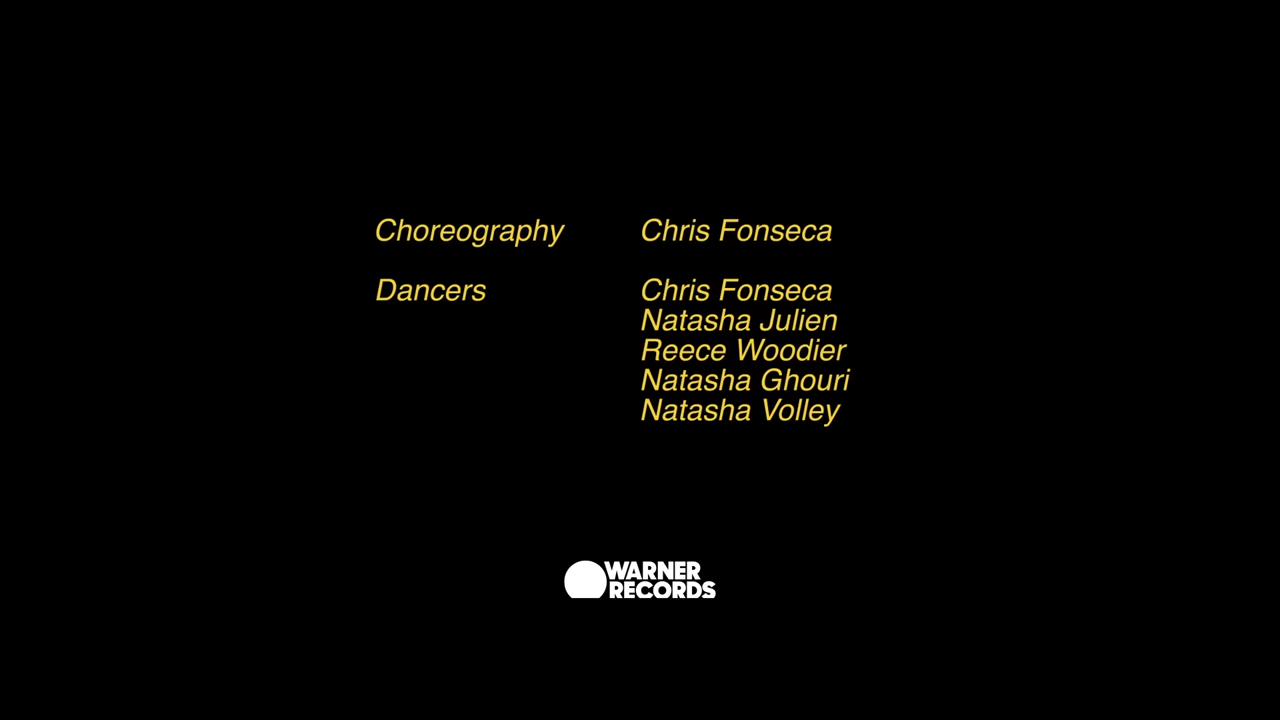 Choreography Chris Fonseca
Dancers Chris Fonseca
Natasha Julien
Reece Woodier
Natasha Ghouri
Natasha Volley
WARNER
RECORDS